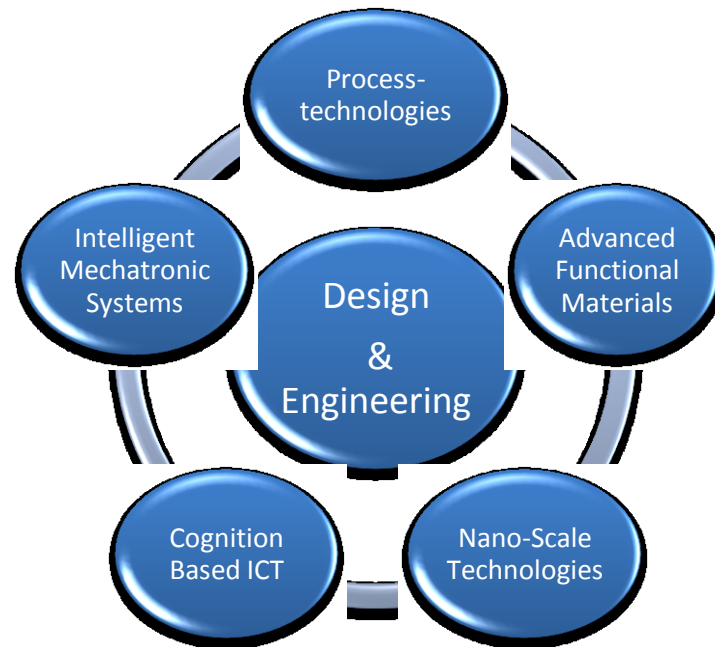 Process-
technologies
Intelligent
Mechatronic
Systems
Advanced
Functional
Materials
Design
&
Engineering
Cognition
Based ICT
Nano-Scale
Technologies